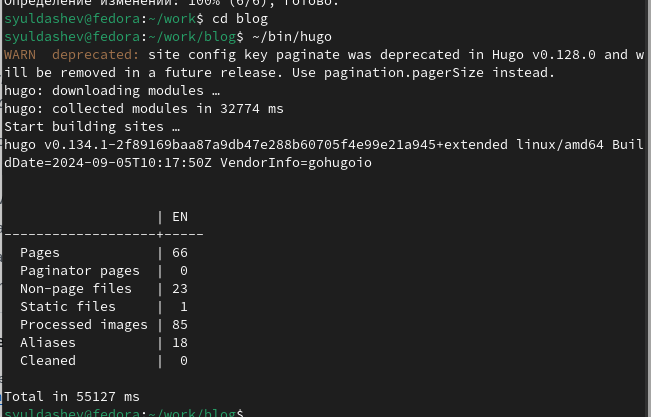 Определение изменений: 100% (6/6), готово.
syuldashev@fedora:~/work$ cd blog
syuldashev@fedora:~/work/blog$ ~/bin/hugo
WARN  deprecated: site config key paginate was deprecated in Hugo v0.128.0 and w
ill be removed in a future release. Use pagination.pagerSize instead.
hugo: downloading modules …
hugo: collected modules in 32774 ms
Start building sites …
hugo v0.134.1-2f89169baa87a9db47e288b60705f4e99e21a945+extended linux/amd64 Buil
dDate=2024-09-05T10:17:50Z VendorInfo=gohugoio
                   | EN
-------------------+-----
  Pages            | 66
  Paginator pages  |  0
  Non-page files   | 23
  Static files     |  1
  Processed images | 85
  Aliases          | 18
  Cleaned          |  0
Total in 55127 ms
syuldashev@fedora:~/work/blog$